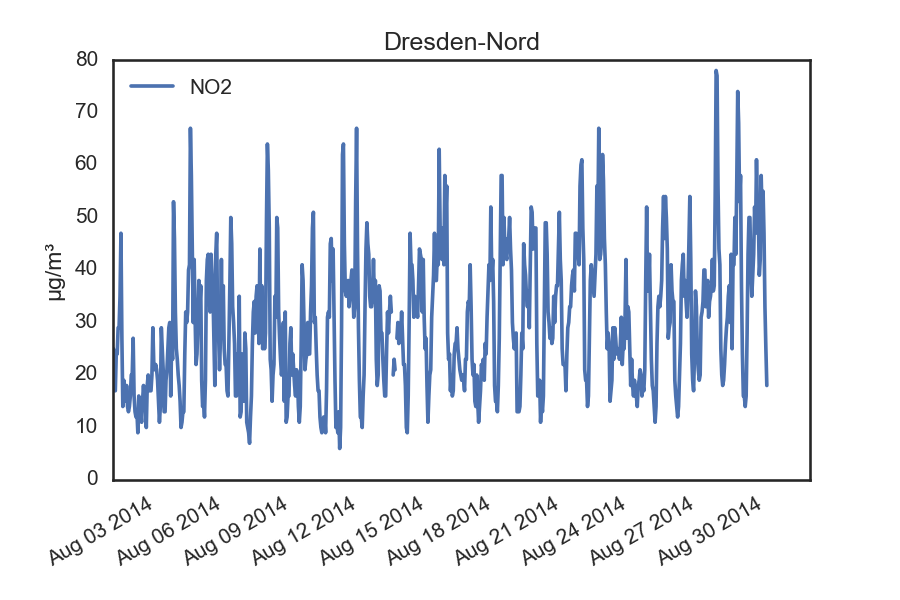 Dresden-Nord
NO2
µg/m³
80
70
60
50
40
30
20
10
0
Aug 03 2014
Aug 06 2014
Aug 09 2014
Aug 12 2014
Aug 15 2014
Aug 18 2014
Aug 21 2014
Aug 24 2014
Aug 27 2014
Aug 30 2014